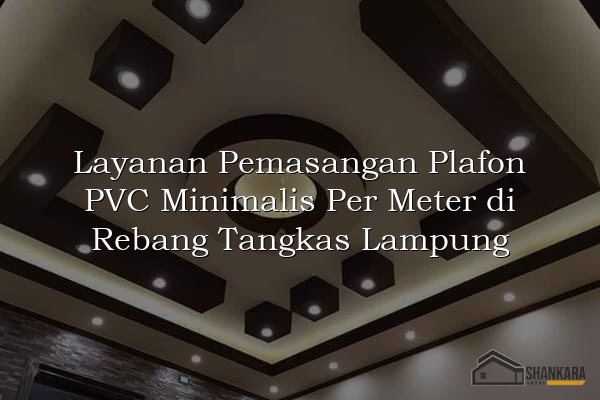 Layanan Pemasangan Plafon
PVC Minimalis Per Meter di
Rebang Tangkas Lampung
SHANKARA